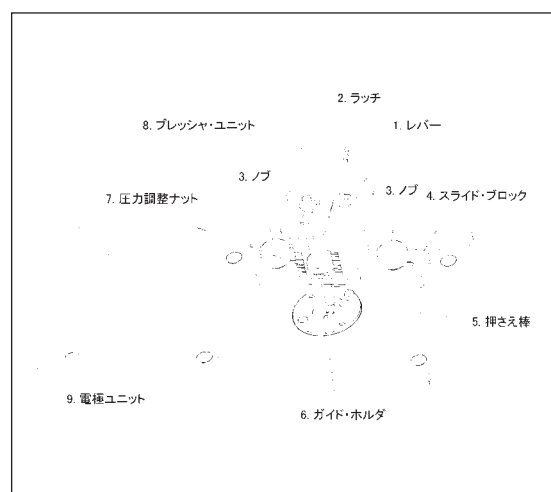 2. ラッチ
8. プレッシャ・ユニット
1. レバー
3. ノブ
3. ノブ
4. スライド・ブロック
7. 圧力調整ナット
5. 押さえ棒
9. 電極ユニット
6. ガイド・ホルダ